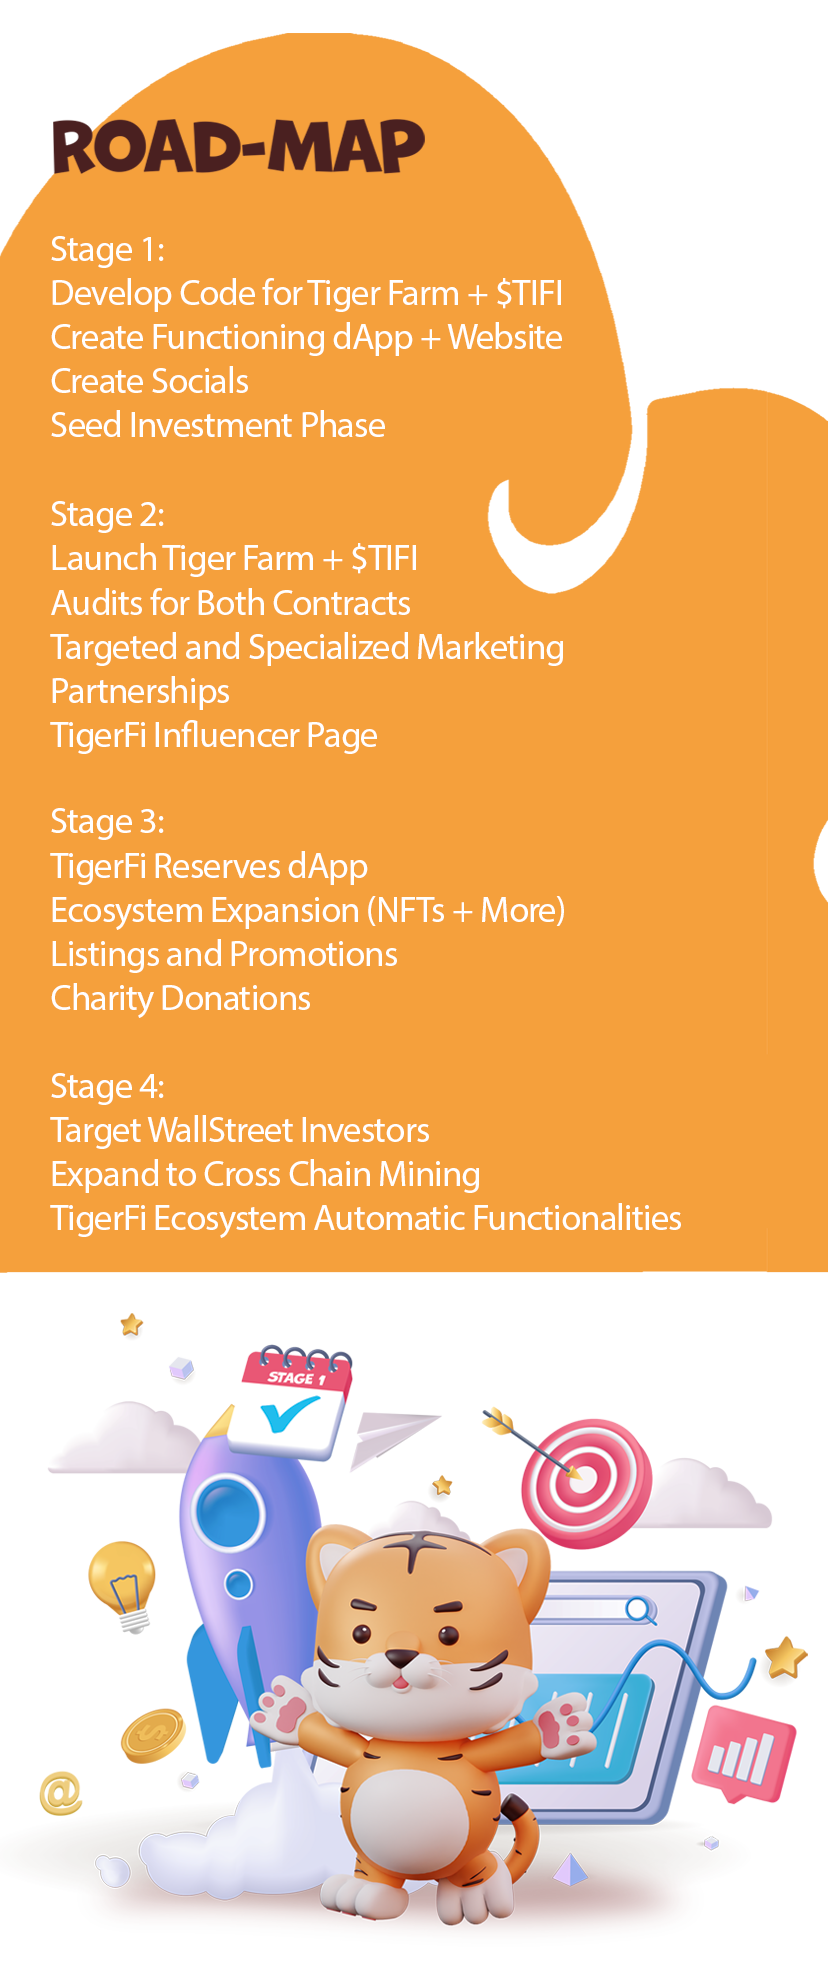 ROAD-MAP
Stage 1:
Develop Code for Tiger Farm + $TIFI
Create Functioning dApp + Website
Create Socials
Seed Investment Phase
Stage 2:
Launch Tiger Farm + $TIFI
Audits for Both Contracts
Targeted and Specialized Marketing
Partnerships
TigerFi Influencer Page
Stage 3:
TigerFi Reserves dApp
Ecosystem Expansion (NFTs + More)
Listings and Promotions
Charity Donations
Stage 4:
Target WallStreet Investors
Expand to Cross Chain Mining
TigerFi Ecosystem Automatic Functionalities
STAGE 1
$
@